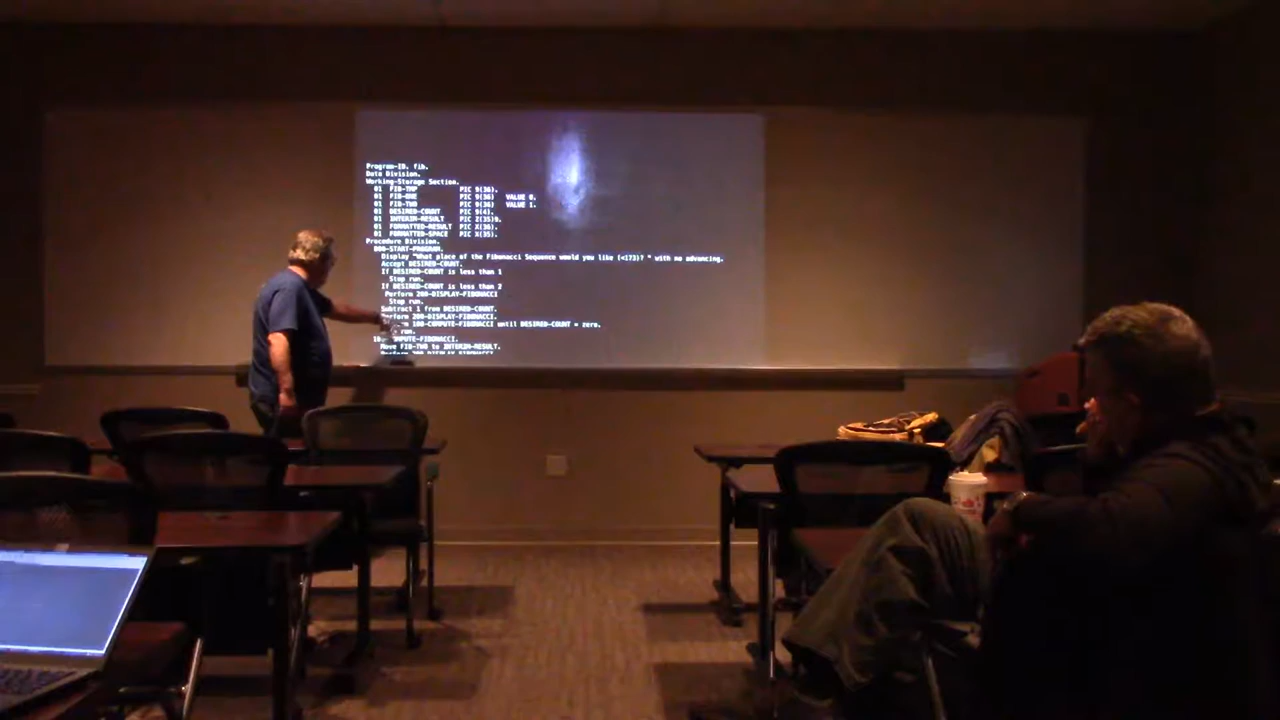 Program-ID. fib.
Data Division.
Working-Storage Section.
01 FIB-TMP PIC 9(36).
01 FIB-ONE PIC 9(36) VALUE 0.
01 FIB-TWO PIC 9(36) VALUE 1.
01 DESIRED-COUNT PIC 9(4).
01 INTERIM-RESULT PIC Z(35)9.
01 FORMATTED-RESULT PIC X(36).
01 FORMATTED-SPACE PIC X(35).
Procedure Division.
000-START-PROGRAM.
Display "What place of the Fibonacci Sequence would you like (<173)? " with no advancing.
Accept DESIRED-COUNT.
If DESIRED-COUNT is less than 1
Stop run.
If DESIRED-COUNT is less than 2
Perform 200-DISPLAY-FIBONACCI
Stop run.
Subtract 1 from DESIRED-COUNT.
Perform 200-DISPLAY-FIBONACCI.
100-COMPUTE-FIBONACCI until DESIRED-COUNT = zero.
run.
MPUTE-FIBONACCI.
Move FIB-TWO to INTERIM-RESULT.
Perform 200-DISPLAY-FIBONACCI